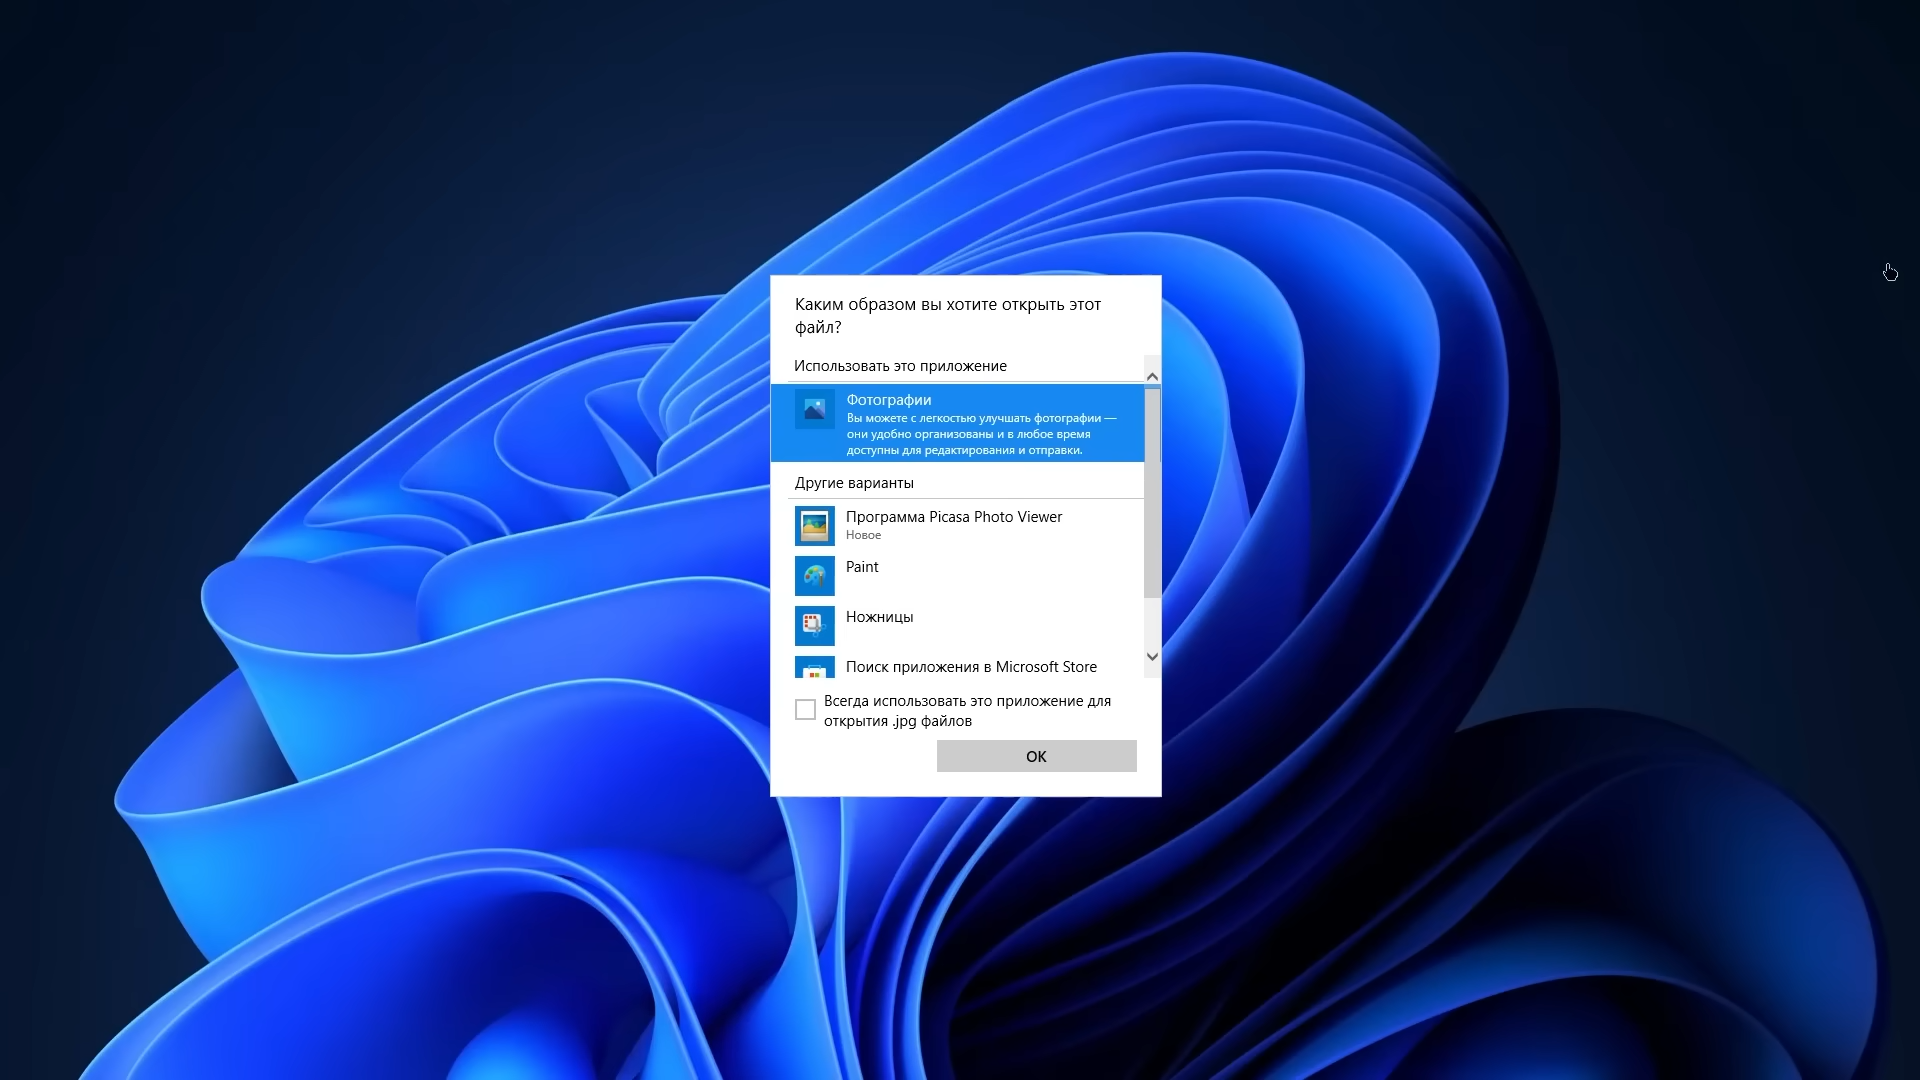 Каким образом вы хотите открыть этот
файл?
Использовать это приложение
Фотографии
Вы можете с легкостью улучшать фотографии —
они удобно организованы и в любое время
доступны для редактирования и отправки.
Другие варианты
Программа Picasa Photo Viewer
Новое
Paint
Ножницы
Поиск приложения в Microsoft Store
Всегда использовать это приложение для
открытия .jpg файлов
ОК